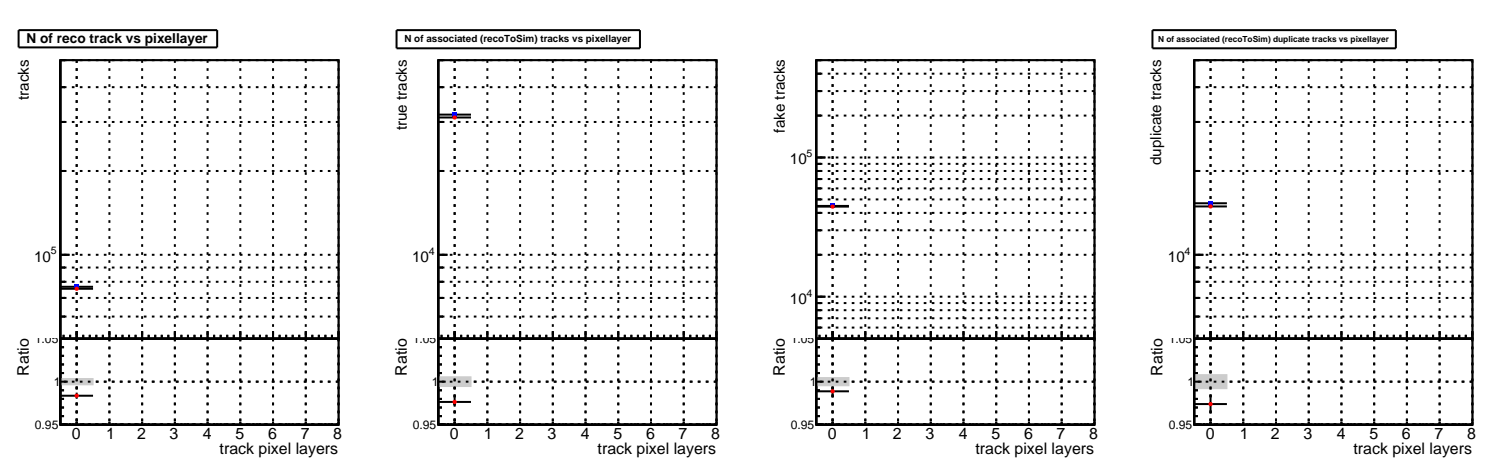 N of reco track vs pixellayer
tracks
10^5
Ratio
1.05
1
0.95
0 1 2 3 4 5 6 7 8
track pixel layers
N of associated (recoToSim) tracks vs pixellayer
true tracks
10^4
Ratio
1.05
1
0.95
0 1 2 3 4 5 6 7 8
track pixel layers
fake tracks
10^5
10^4
Ratio
1.05
1
0.95
0 1 2 3 4 5 6 7 8
track pixel layers
N of associated (recoToSim) duplicate tracks vs pixellayer
duplicate tracks
10^4
Ratio
1.05
1
0.95
0 1 2 3 4 5 6 7 8
track pixel layers